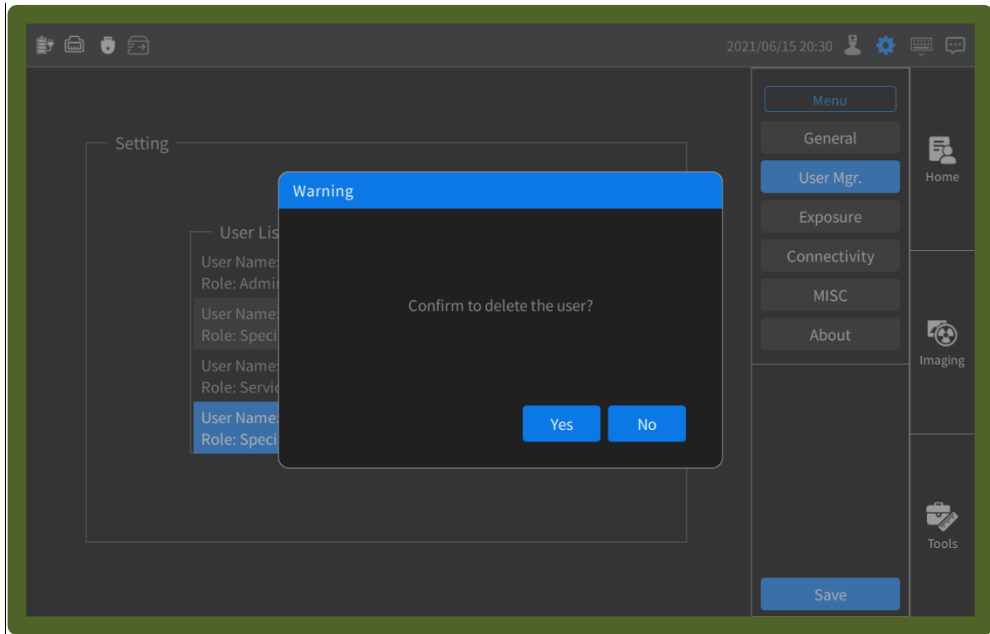 2021/06/15 20:30
Setting
User Lis
User Name:
Role: Admi
User Name:
Role: Speci
User Name:
Role: Servic
User Name:
Role: Speci
Warning
Confirm to delete the user?
Yes No
Menu
General
User Mgr.
Exposure
Connectivity
MISC
About
Save
Home
Imaging
Tools